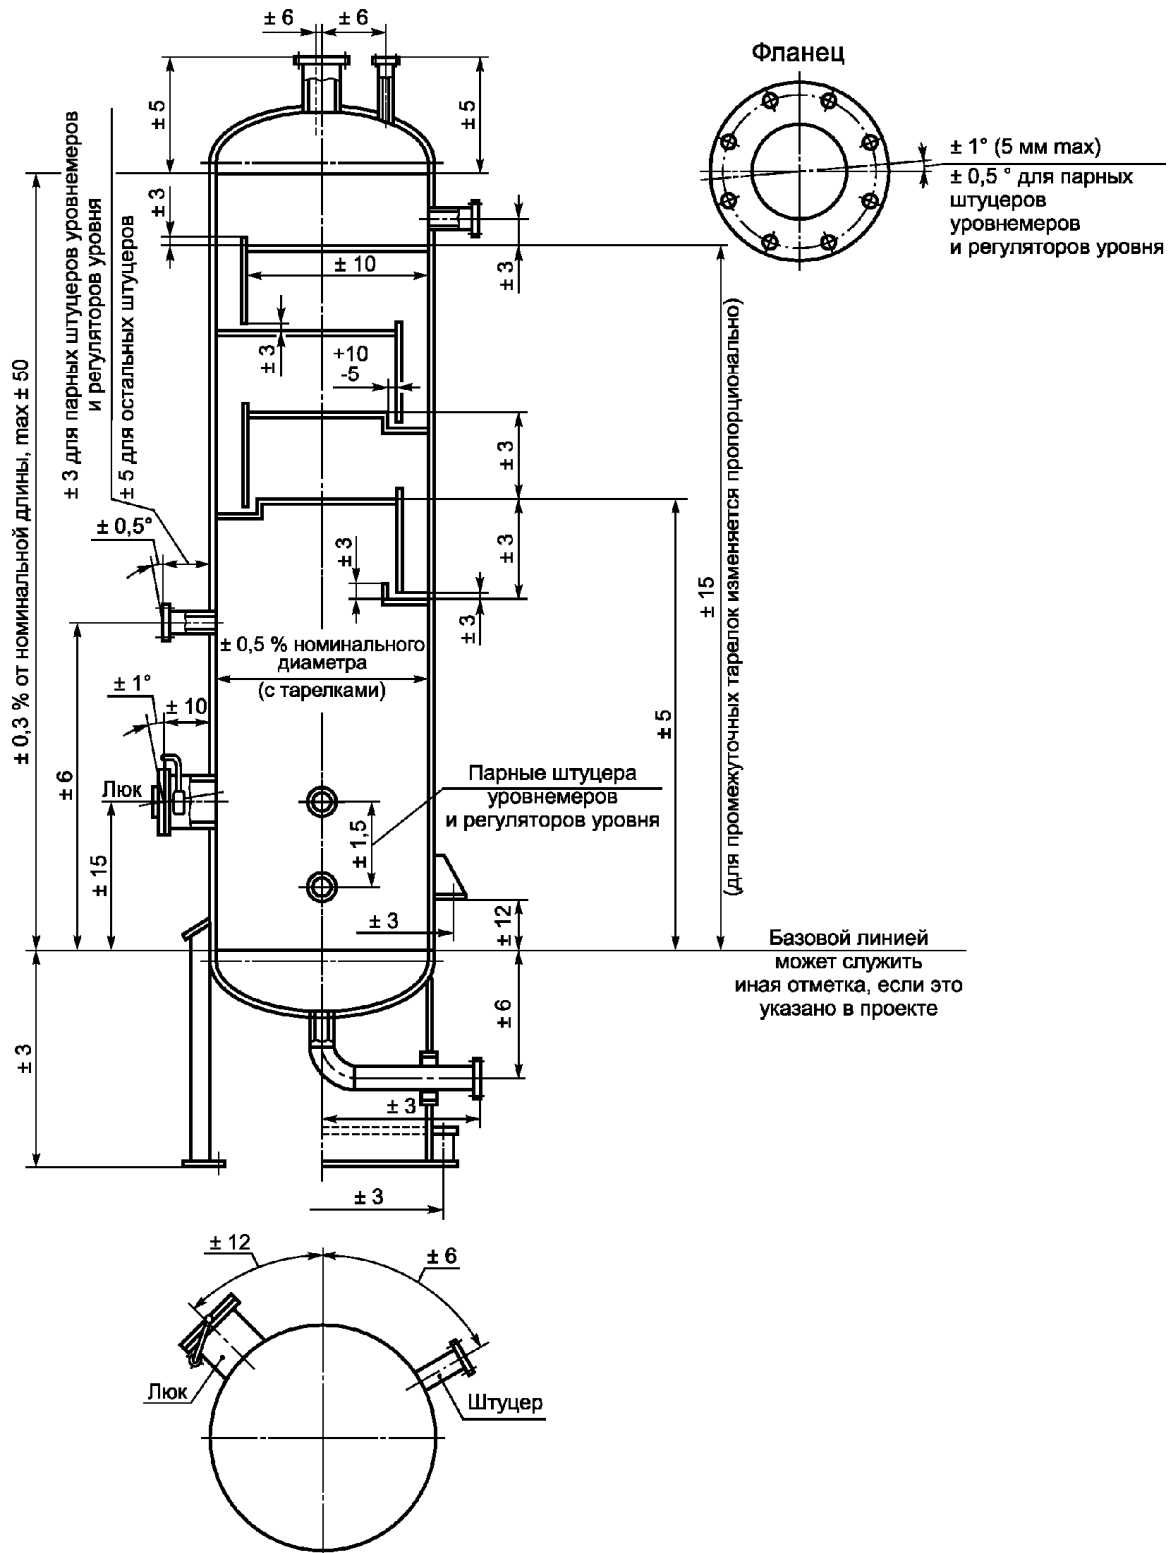 ± 6
± 6
Фланец
± 5
± 5
± 1° (5 мм max)
± 0,5 ° для парных
штуцеров
уровнемеров
и регуляторов уровня
± 3
± 3 для парных штуцеров уровнемеров
и регуляторов уровня
± 5 для остальных штуцеров
± 10
± 3
± 3
+10
-5
± 0,3 % от номинальной длины, max ± 50
± 3
± 0,5°
± 3
± 3
± 3
± 15
(для промежуточных тарелок изменяется пропорционально)
± 0,5 % номинального
диаметра
(с тарелками)
± 1°
± 10
± 5
± 6
Люк
Парные штуцера
уровнемеров
и регуляторов уровня
± 1,5
± 15
± 3
± 12
Базовой линией
может служить
иная отметка, если это
указано в проекте
± 6
± 3
± 3
± 3
± 12
± 6
Люк
Штуцер